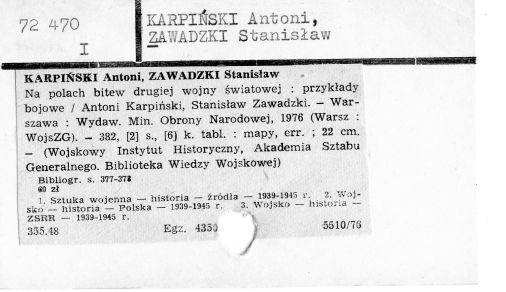 72 470
I
KARPIŃSKI Antoni,
ZAWADZKI Stanisław
KARPIŃSKI Antoni, ZAWADZKI Stanisław
Na polach bitew drugiej wojny światowej : przykłady
bojowe / Antoni Karpiński, Stanisław Zawadzki. — War-
szawa : Wydaw. Min. Obrony Narodowej, 1976 (Warsz :
WojsZG). — 382, [2] s., [6] k. tabl. : mapy, err. ; 22 cm.
— (Wojskowy Instytut Historyczny, Akademia Sztabu
Generalnego. Biblioteka Wiedzy Wojskowej)
Bibliogr. s. 377-378
60 zł
1. Sztuka wojenna — historia — źródła — 1939-1945 r. 2. Woj-
sko — historia — Polska — 1939-1945 r. 3. Wojsko — historia —
ZSRR — 1939-1945 r.
355.48 Egz. 4350 5510/76